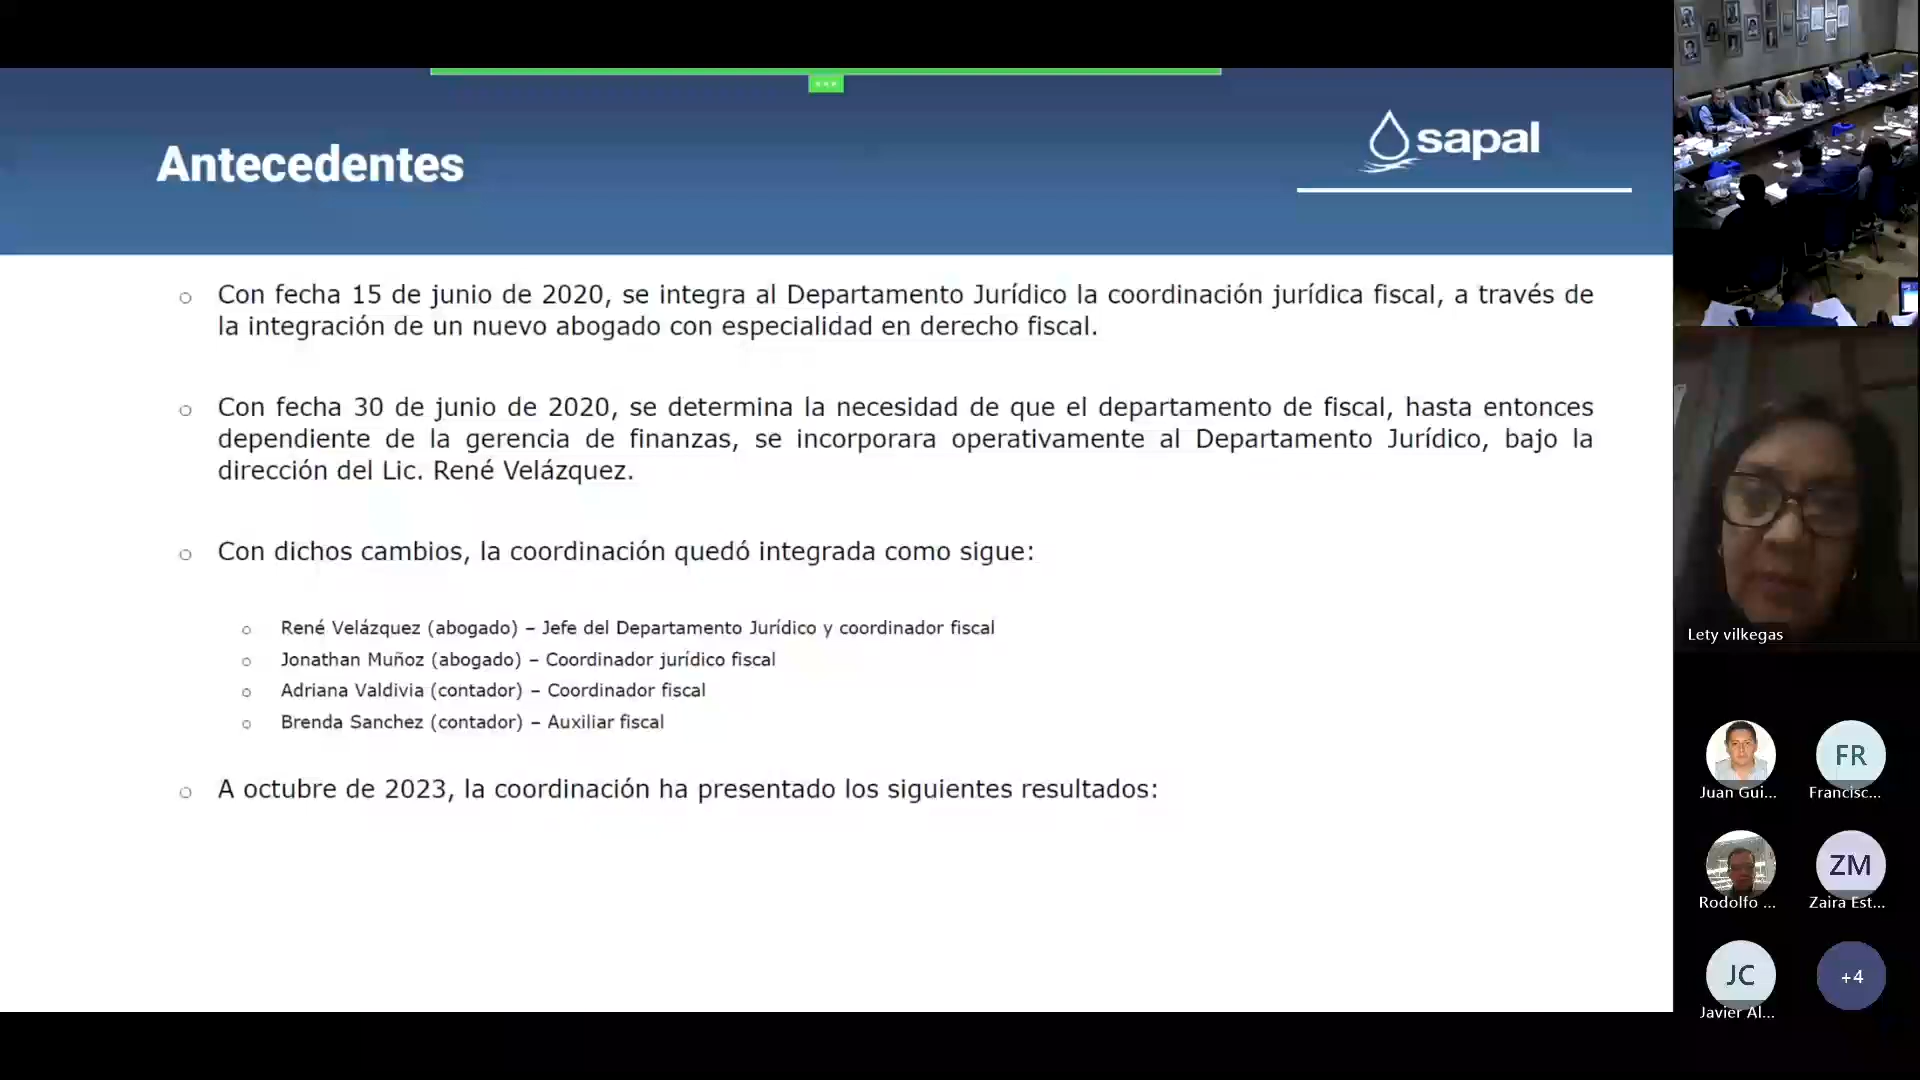 Antecedentes
sapal
Con fecha 15 de junio de 2020, se integra al Departamento Jurídico la coordinación jurídica fiscal, a través de
la integración de un nuevo abogado con especialidad en derecho fiscal.
Con fecha 30 de junio de 2020, se determina la necesidad de que el departamento de fiscal, hasta entonces
dependiente de la gerencia de finanzas, se incorporara operativamente al Departamento Jurídico, bajo la
dirección del Lic. René Velázquez.
Con dichos cambios, la coordinación quedó integrada como sigue:
René Velázquez (abogado) – Jefe del Departamento Jurídico y coordinador fiscal
Jonathan Muñoz (abogado) – Coordinador jurídico fiscal
Adriana Valdivia (contador) – Coordinador fiscal
Brenda Sanchez (contador) – Auxiliar fiscal
A octubre de 2023, la coordinación ha presentado los siguientes resultados:
Lety vilkegas
Juan Gui...
FR
Francisc...
Rodolfo ...
ZM
Zaira Est...
JC
Javier Al...
+4